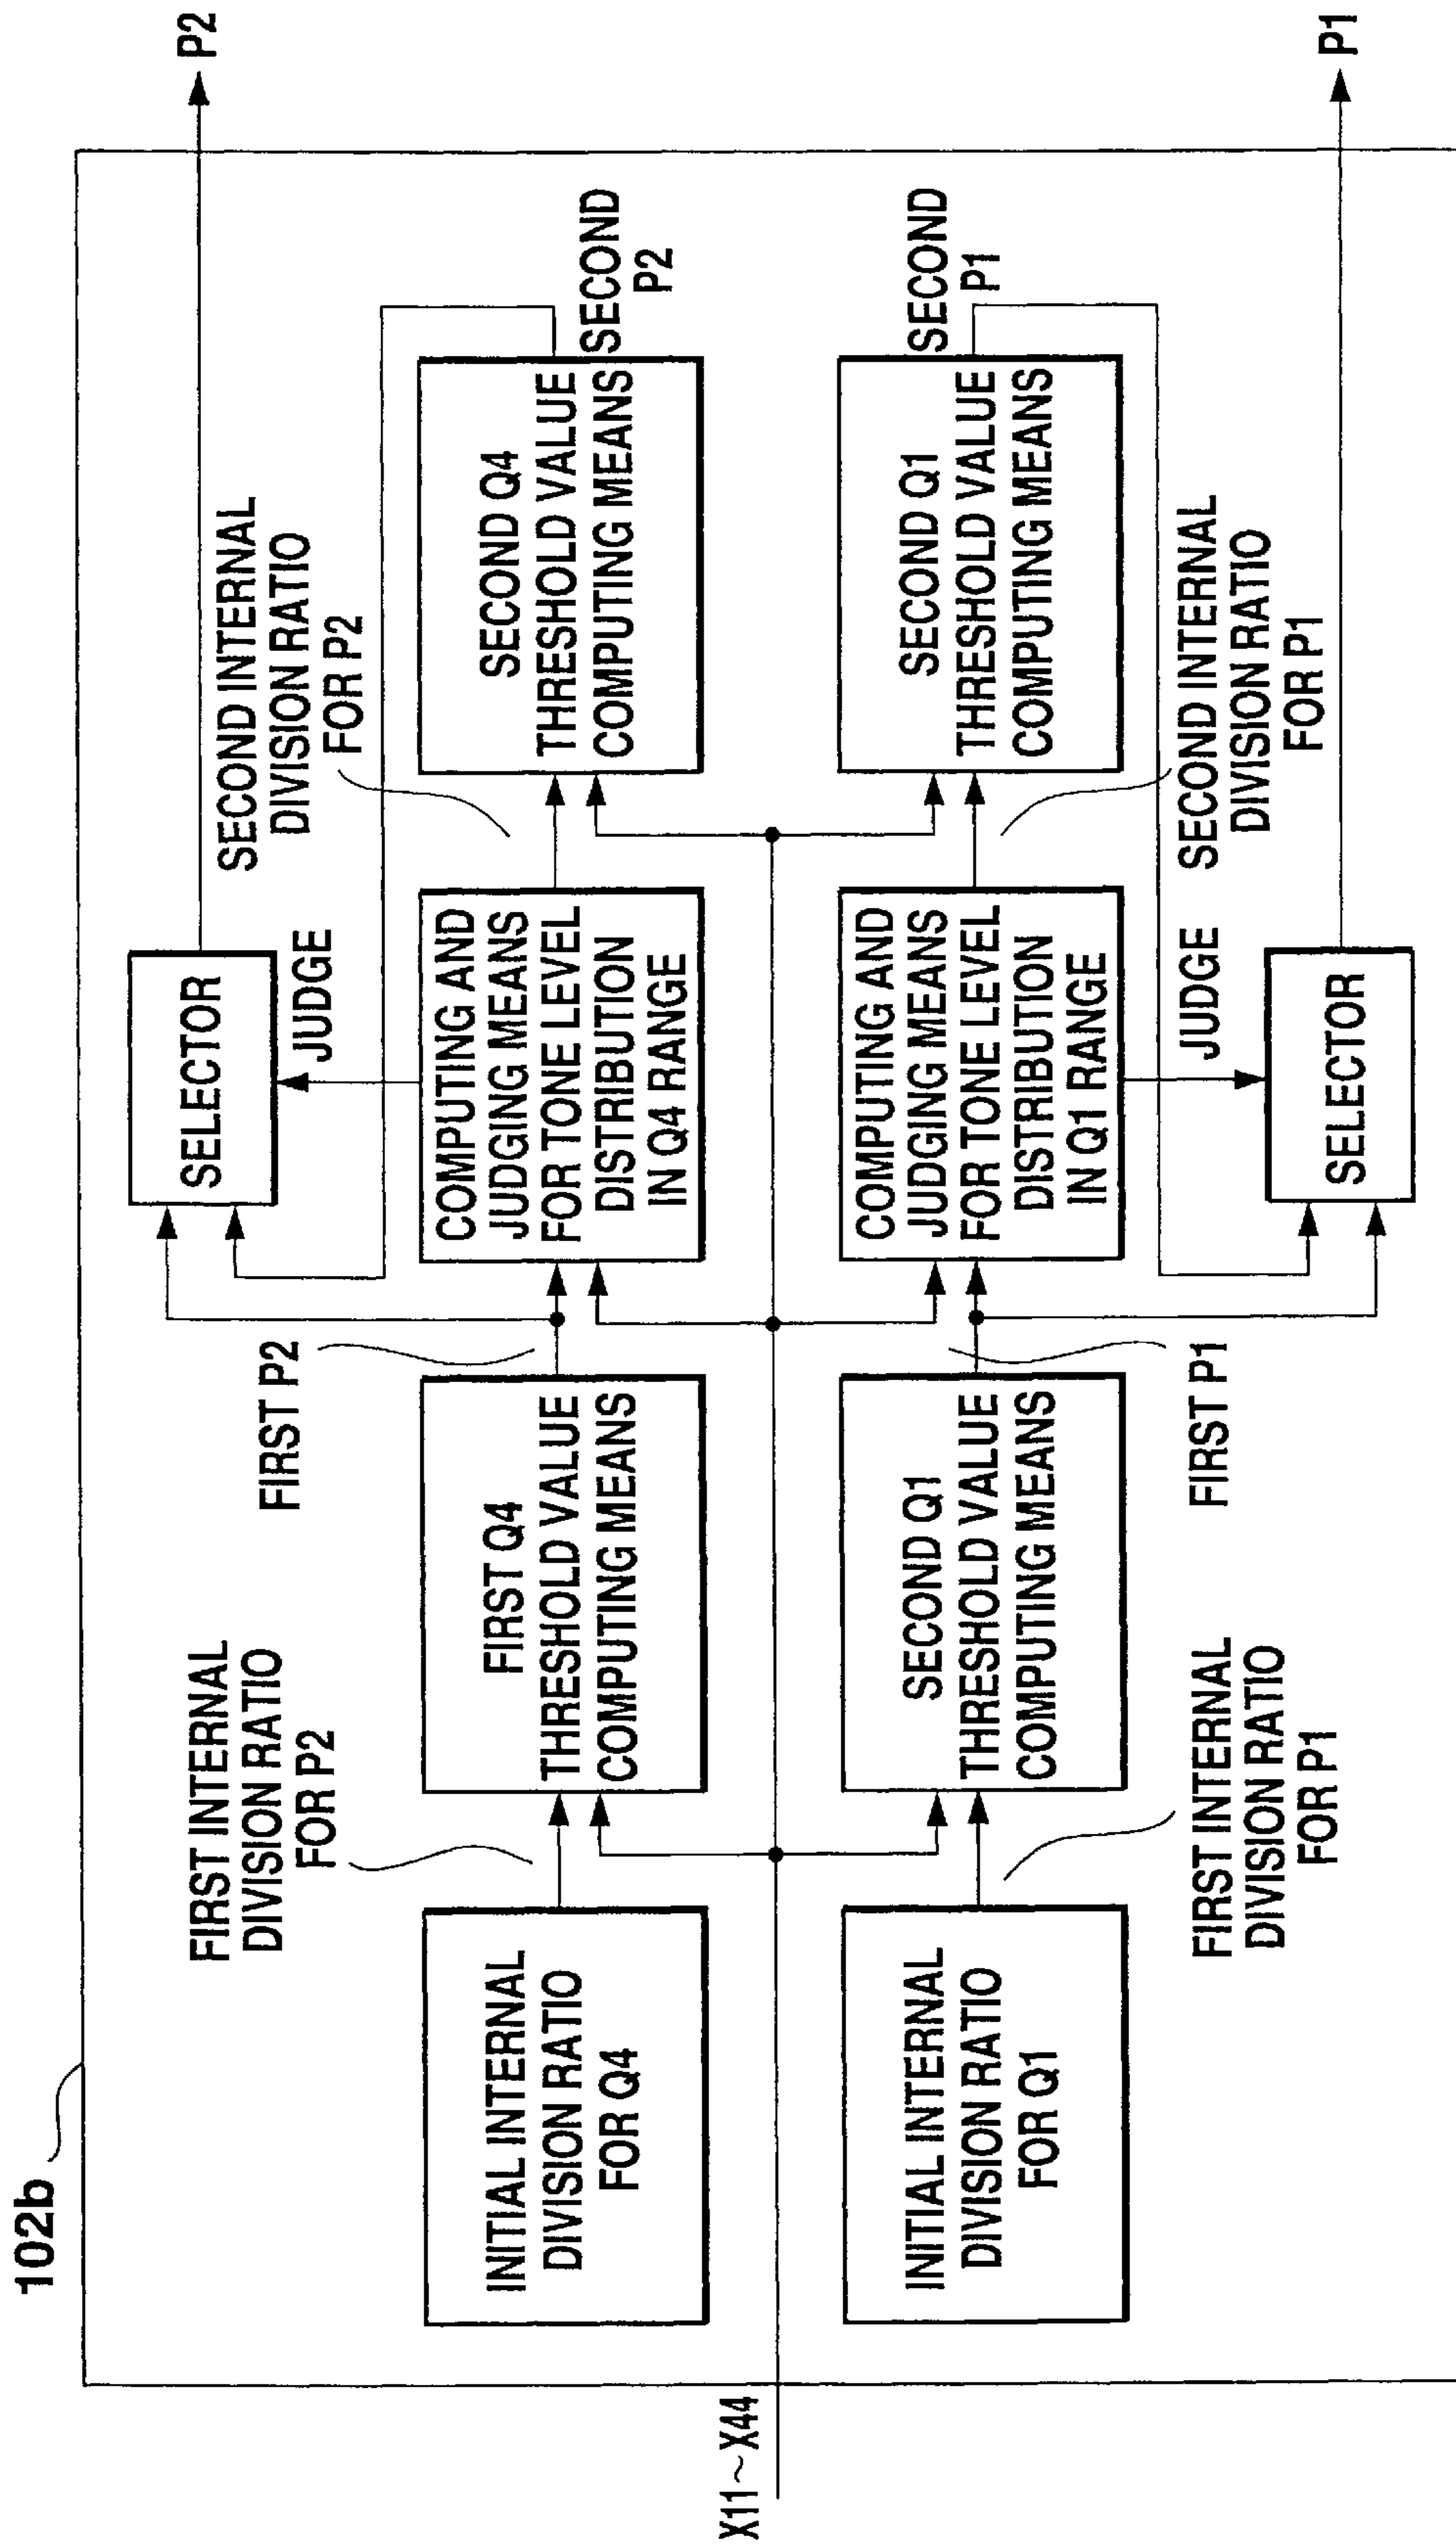 102b
X11~X44
INITIAL INTERNAL
DIVISION RATIO
FOR Q4
INITIAL INTERNAL
DIVISION RATIO
FOR Q1
FIRST INTERNAL
DIVISION RATIO
FOR P2
FIRST INTERNAL
DIVISION RATIO
FOR P1
FIRST Q4
THRESHOLD VALUE
COMPUTING MEANS
SECOND Q1
THRESHOLD VALUE
COMPUTING MEANS
FIRST P2
FIRST P1
SELECTOR
JUDGE
COMPUTING AND
JUDGING MEANS
FOR TONE LEVEL
DISTRIBUTION
IN Q4 RANGE
COMPUTING AND
JUDGING MEANS
FOR TONE LEVEL
DISTRIBUTION
IN Q1 RANGE
JUDGE
SELECTOR
SECOND INTERNAL
DIVISION RATIO
FOR P2
SECOND INTERNAL
DIVISION RATIO
FOR P1
SECOND Q4
THRESHOLD VALUE
COMPUTING MEANS
SECOND Q1
THRESHOLD VALUE
COMPUTING MEANS
SECOND
P2
SECOND
P1
P2
P1